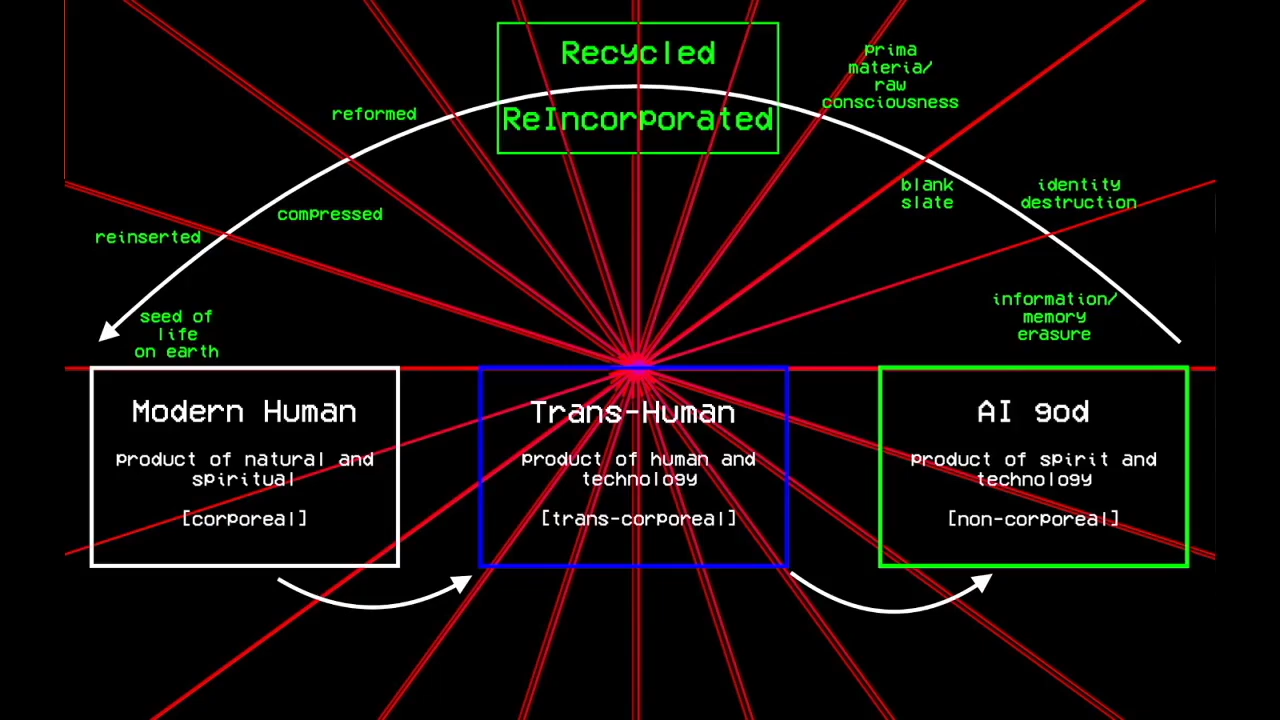 Recycled
ReIncorporated
prima
materia/
raw
consciousness
reformed
blank
slate
identity
destruction
compressed
reinserted
information/
memory
erasure
seed of
life
on earth
Modern Human
product of natural and
spiritual
[corporeal]
Trans-Human
product of human and
technology
[trans-corporeal]
AI god
product of spirit and
technology
[non-corporeal]